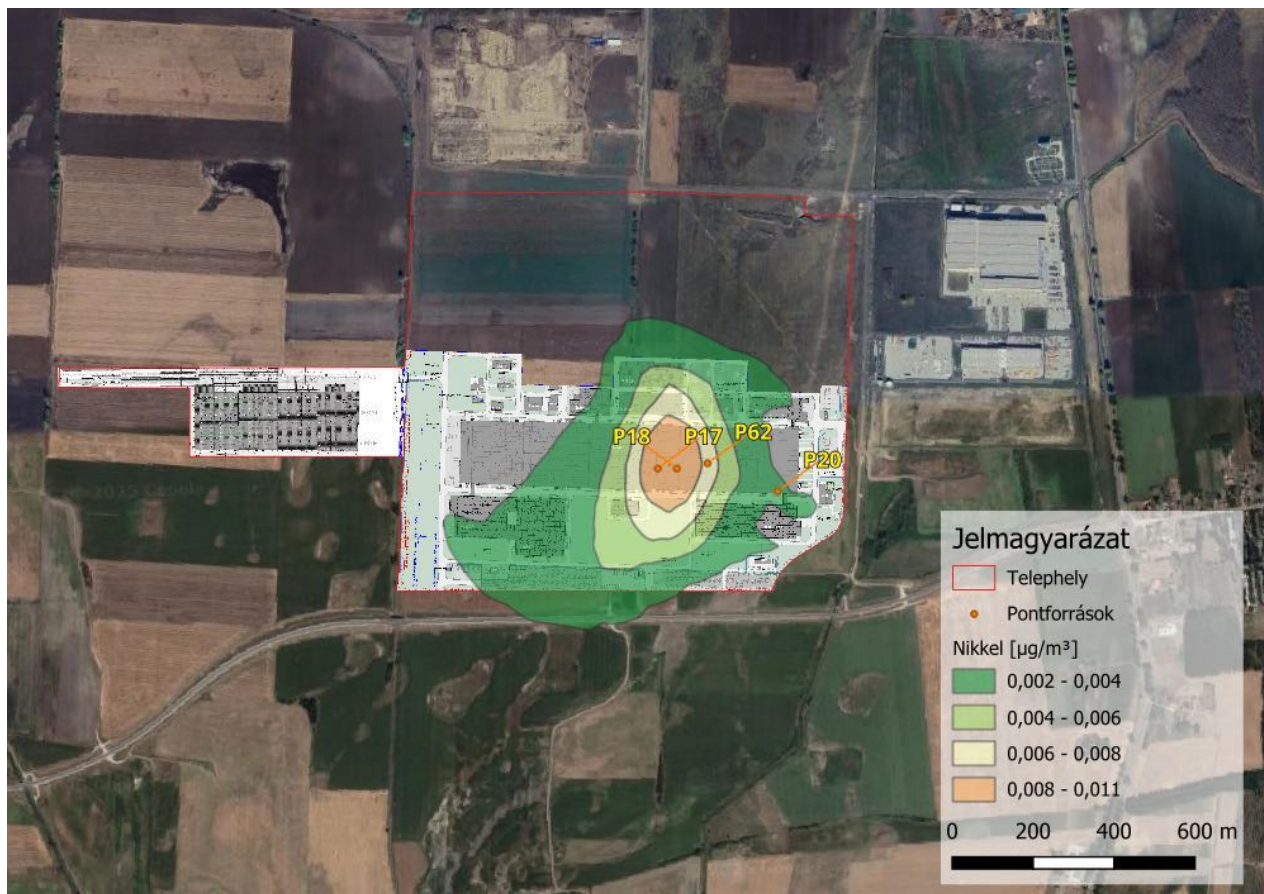 P18
P17
P62
P20
Jelmagyarázat
Telephely
Pontforrások
Nikkel [µg/m³]
0,002 - 0,004
0,004 - 0,006
0,006 - 0,008
0,008 - 0,011
0 200 400 600 m